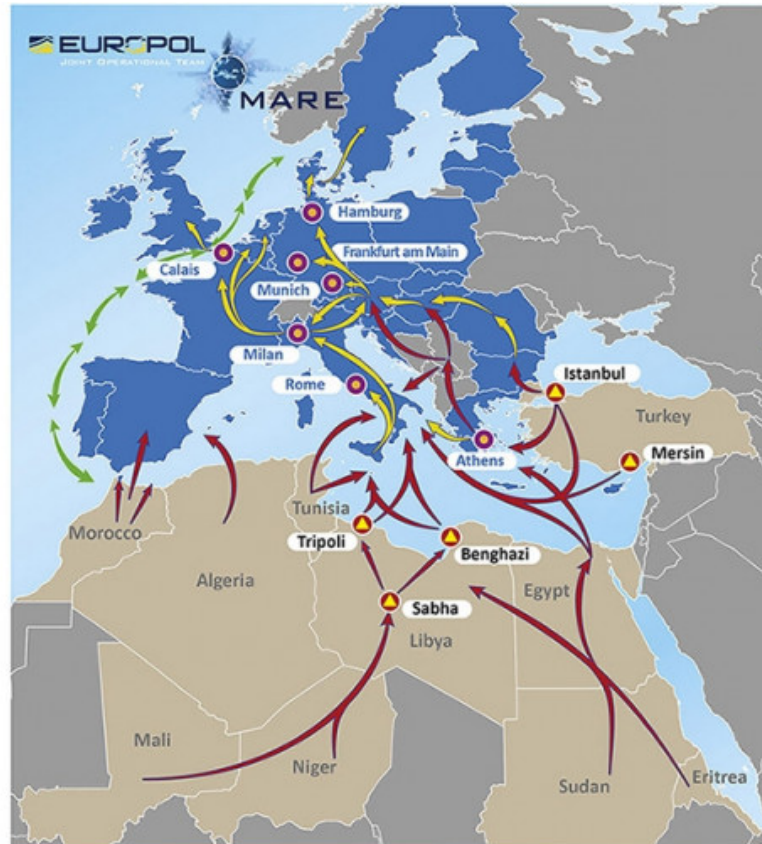 EUROPOL
JOINT OPERATIONAL TEAM
MARE
Hamburg
Frankfurt am Main
Calais
Munich
Milan
Rome
Istanbul
Turkey
Athens
Mersin
Morocco
Tunisia
Tripoli
Benghazi
Algeria
Egypt
Sabha
Libya
Mali
Niger
Sudan
Eritrea